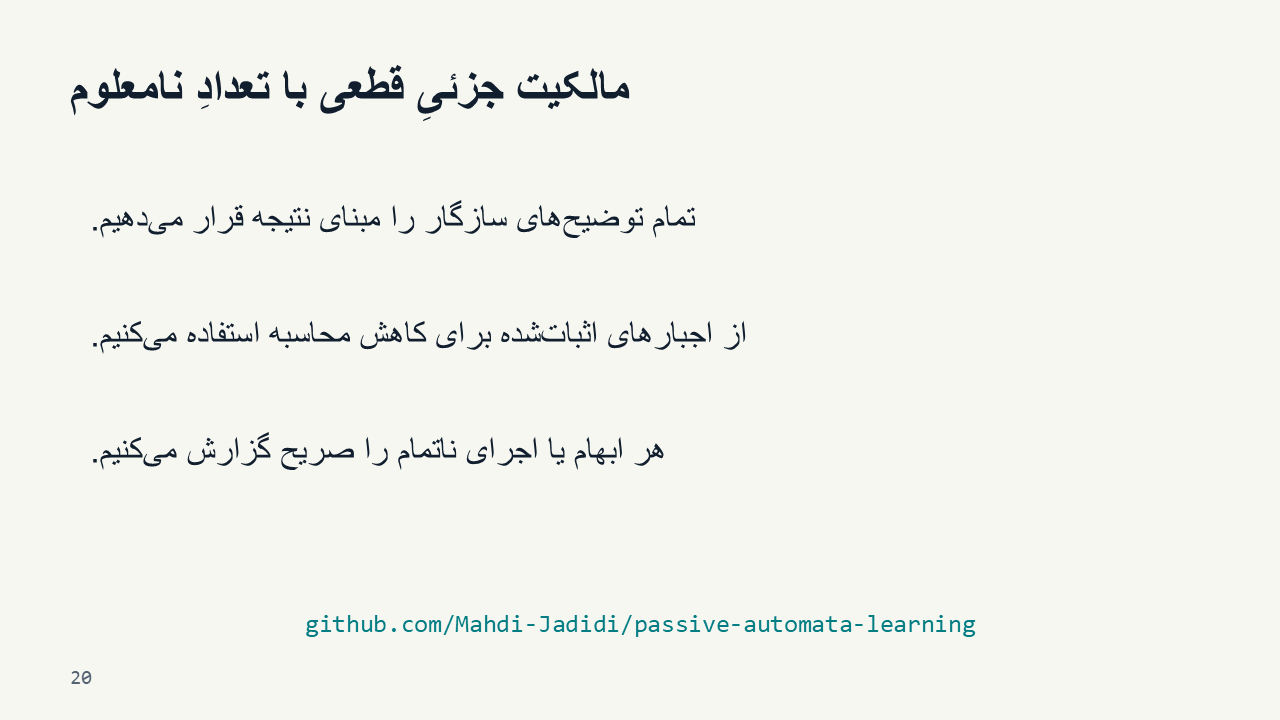 مالکیت جزئیِ قطعی با تعدادِ نامعلوم
تمام توضیح‌های سازگار را مبنای نتیجه قرار می‌دهیم.
از اجبارهای اثبات‌شده برای کاهش محاسبه استفاده می‌کنیم.
هر ابهام یا اجرای ناتمام را صریح گزارش می‌کنیم.
github.com/Mahdi-Jadidi/passive-automata-learning
20